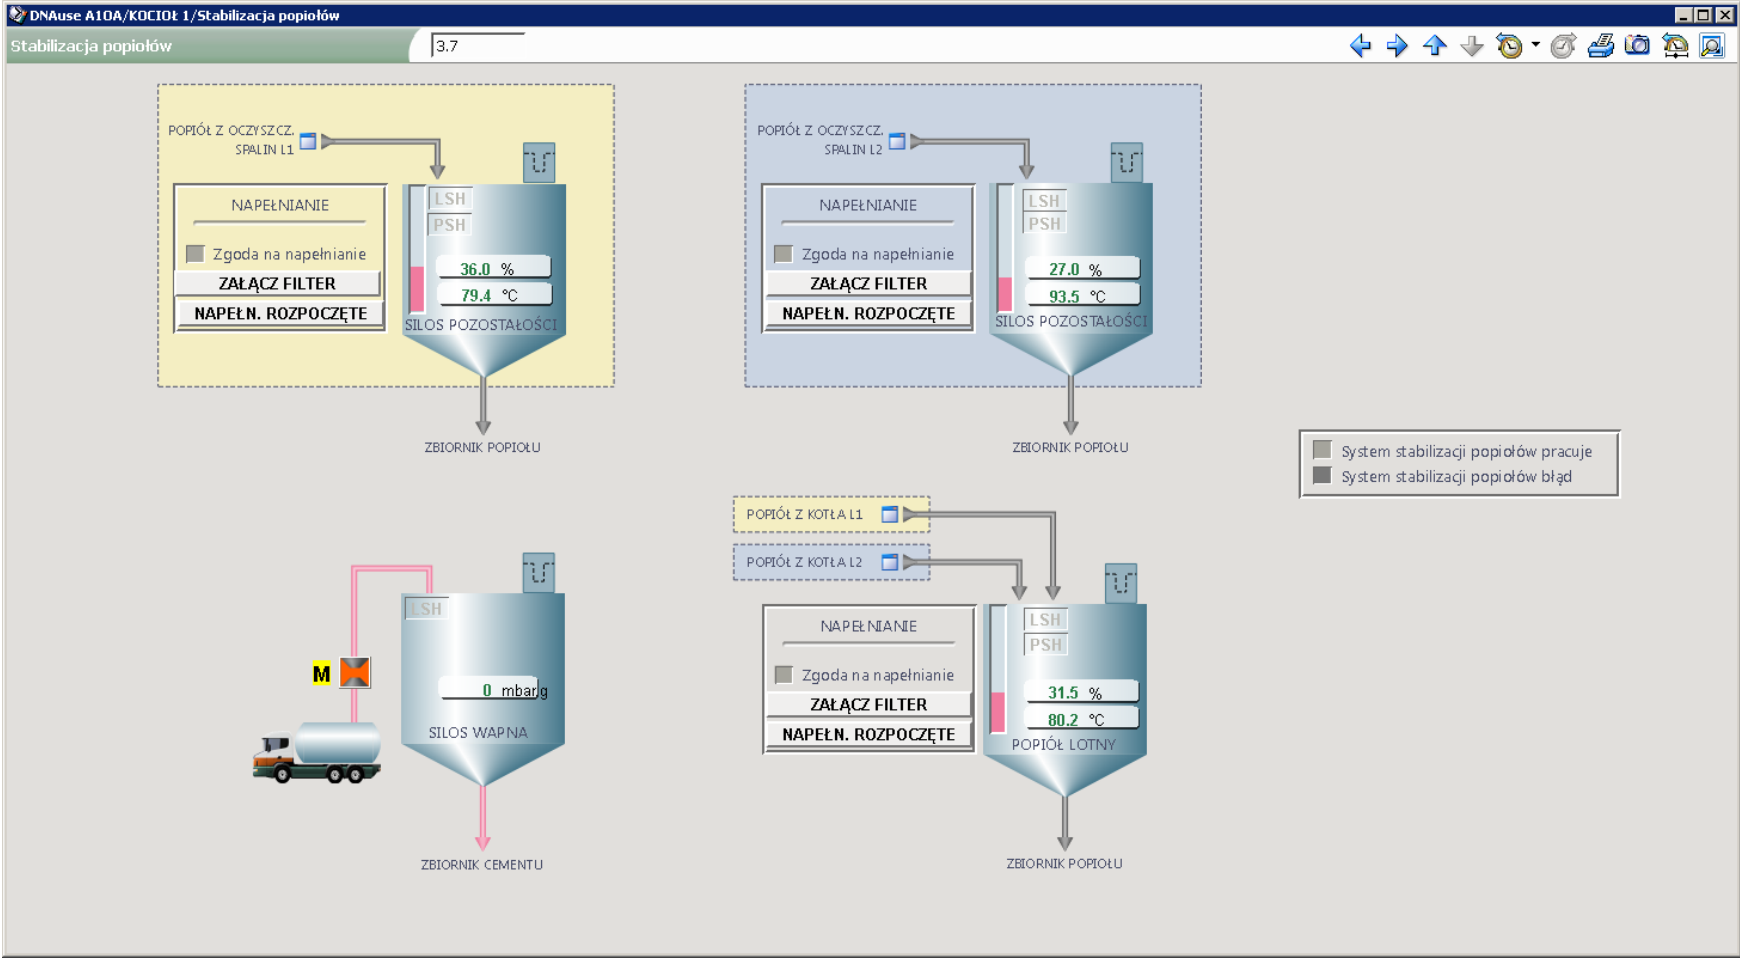 DNAuse A1OA/KOCIOŁ 1/Stabilizacja popiołów
Stabilizacja popiołów
3.7
POPIÓŁ Z OCZYSZCZ.
SPALIN L1
NAPEŁNIANIE
Zgoda na napełnianie
ZAŁĄCZ FILTER
NAPEŁN. ROZPOCZĘTE
LSH
PSH
36.0 %
79.4 °C
SILOS POZOSTAŁOŚCI
ZBIORNIK POPIOŁU
POPIÓŁ Z OCZYSZCZ.
SPALIN L2
NAPEŁNIANIE
Zgoda na napełnianie
ZAŁĄCZ FILTER
NAPEŁN. ROZPOCZĘTE
LSH
PSH
27.0 %
93.5 °C
SILOS POZOSTAŁOŚCI
ZBIORNIK POPIOŁU
System stabilizacji popiołów pracuje
System stabilizacji popiołów błąd
LSH
M
0 mbar.g
SILOS WAPNA
ZBIORNIK CEMENTU
POPIÓŁ Z KOTŁA L1
POPIÓŁ Z KOTŁA L2
NAPEŁNIANIE
Zgoda na napełnianie
ZAŁĄCZ FILTER
NAPEŁN. ROZPOCZĘTE
LSH
PSH
31.5 %
80.2 °C
POPIÓŁ LOTNY
ZBIORNIK POPIOŁU